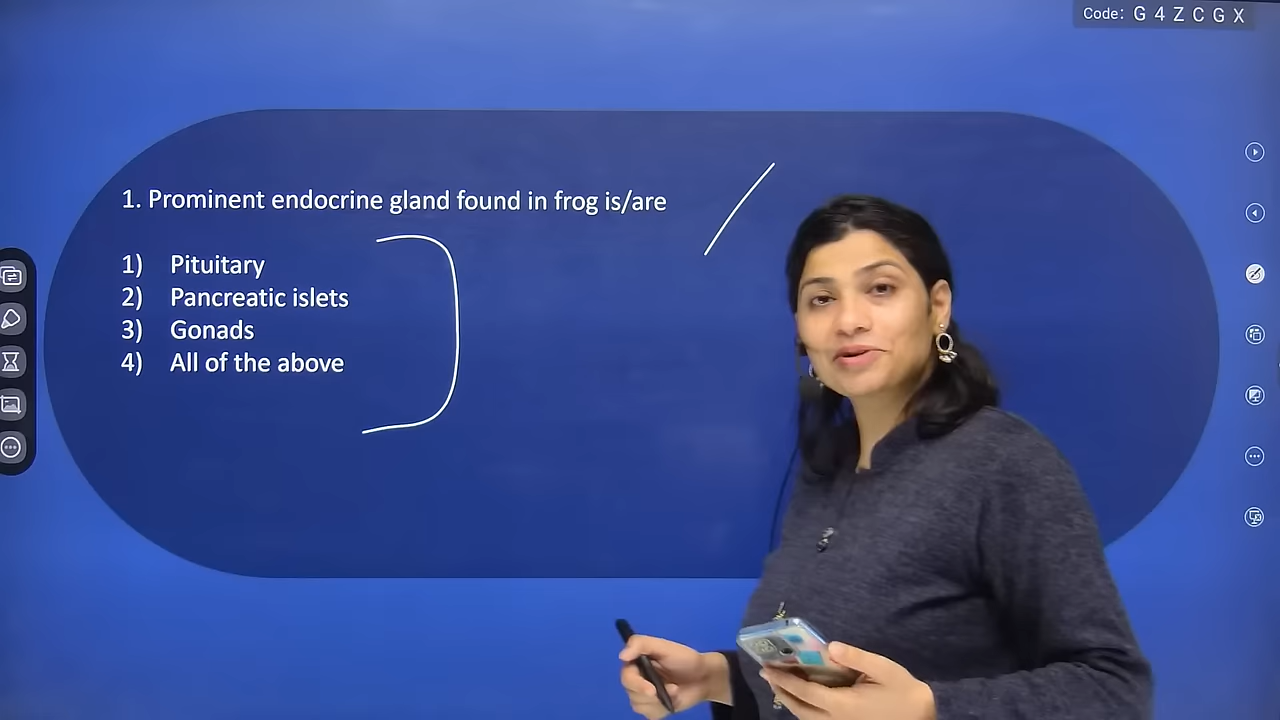 Code: G 4 Z C G X
1. Prominent endocrine gland found in frog is/are
1) Pituitary
2) Pancreatic islets
3) Gonads
4) All of the above